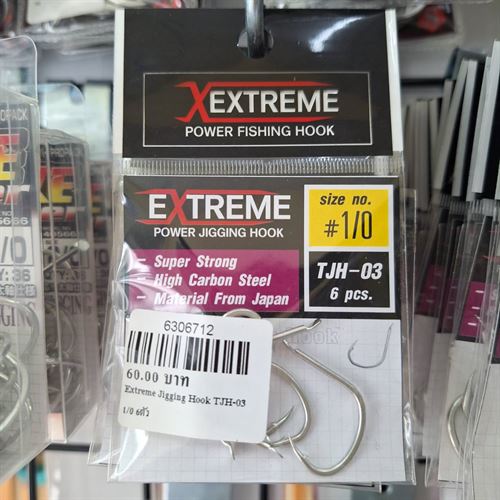 XEXTREME
POWER FISHING HOOK
EXTREME
POWER JIGGING HOOK
size no.
#1/0
– Super Strong
– High Carbon Steel
– Material From Japan
TJH-03
6 pcs.
6306712
60.00 บาท
Extreme Jigging Hook TJH-03
1/0 6ตัว